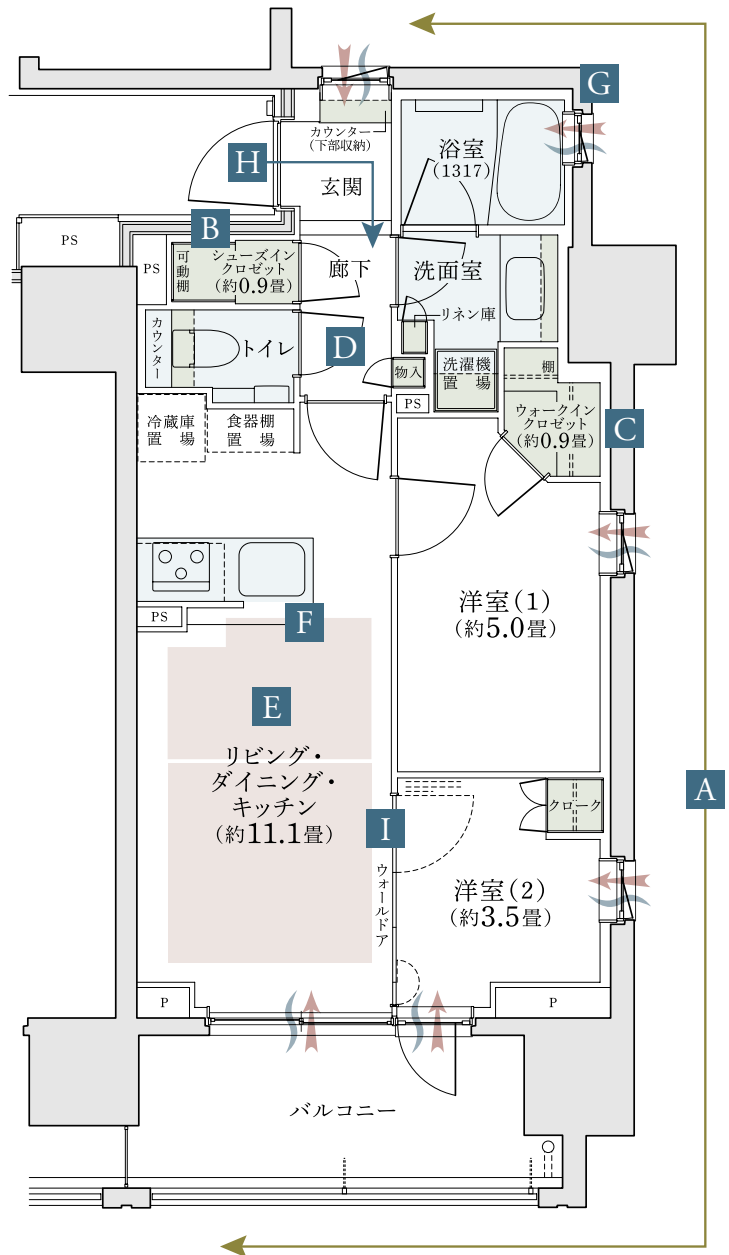 G
カウンター
(下部収納)
浴室
(1317)
H
玄関
B
PS
PS
可動棚
シューズイン
クロゼット
(約0.9畳)
廊下
洗面室
リネン庫
カウンター
トイレ
D
物入
洗濯機
置場
棚
PS
ウォークイン
クロゼット
(約0.9畳)
C
冷蔵庫
置場
食器棚
置場
洋室(1)
(約5.0畳)
PS
F
E
リビング・
ダイニング・
キッチン
(約11.1畳)
A
クローク
I
ウォールドア
洋室(2)
(約3.5畳)
P
P
バルコニー